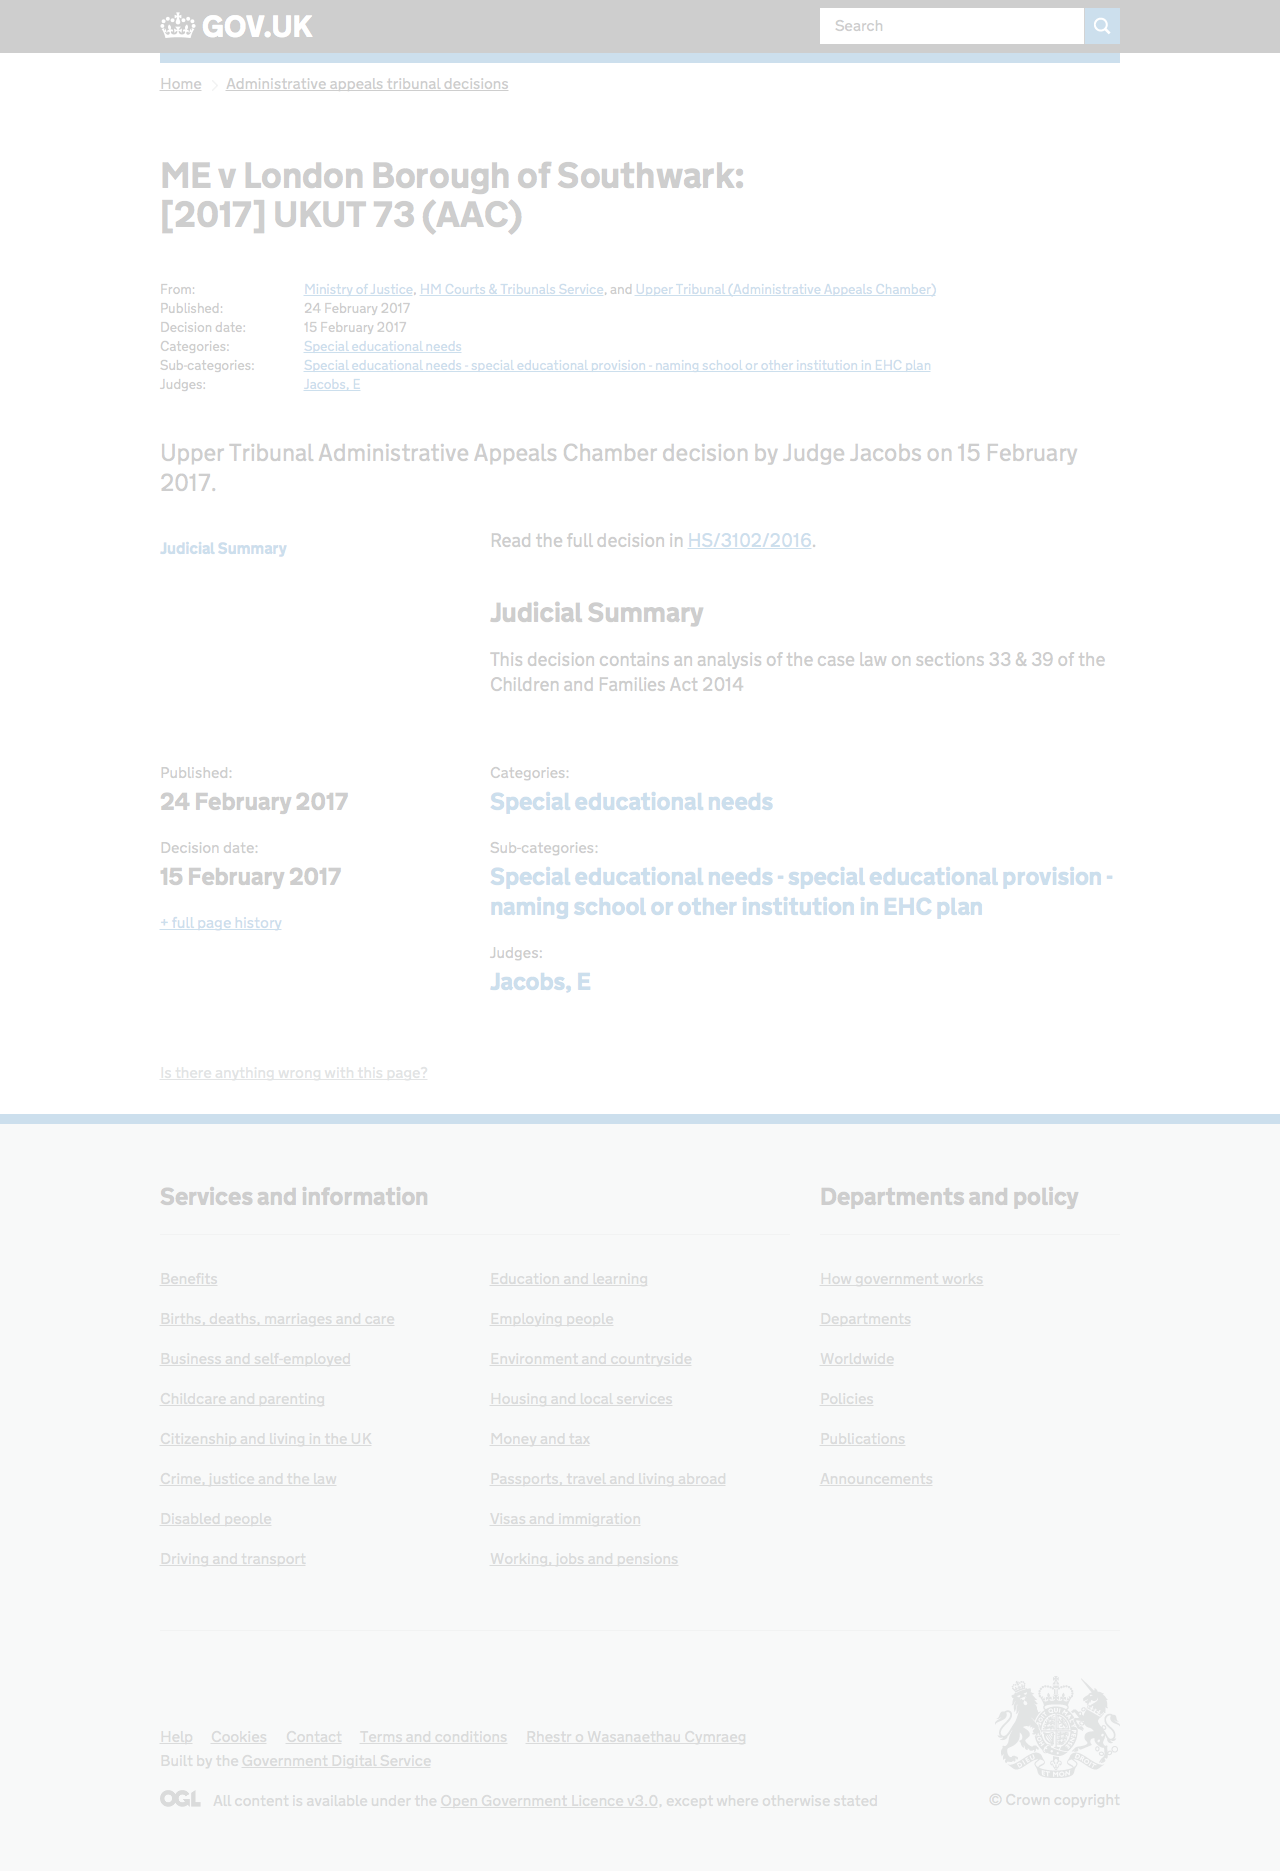 GOV.UK
Search
Home Administrative appeals tribunal decisions
ME v London Borough of Southwark:
[2017] UKUT 73 (AAC)
From: Ministry of Justice, HM Courts & Tribunals Service, and Upper Tribunal (Administrative Appeals Chamber)
Published: 24 February 2017
Decision date: 15 February 2017
Categories: Special educational needs
Sub-categories: Special educational needs - special educational provision - naming school or other institution in EHC plan
Judges: Jacobs, E
Upper Tribunal Administrative Appeals Chamber decision by Judge Jacobs on 15 February
2017.
Judicial Summary
Read the full decision in HS/3102/2016.
Judicial Summary
This decision contains an analysis of the case law on sections 33 & 39 of the
Children and Families Act 2014
Published:
24 February 2017
Decision date:
15 February 2017
+ full page history
Categories:
Special educational needs
Sub-categories:
Special educational needs - special educational provision -
naming school or other institution in EHC plan
Judges:
Jacobs, E
Is there anything wrong with this page?
Services and information
Benefits
Births, deaths, marriages and care
Business and self-employed
Childcare and parenting
Citizenship and living in the UK
Crime, justice and the law
Disabled people
Driving and transport
Education and learning
Employing people
Environment and countryside
Housing and local services
Money and tax
Passports, travel and living abroad
Visas and immigration
Working, jobs and pensions
Departments and policy
How government works
Departments
Worldwide
Policies
Publications
Announcements
Help Cookies Contact Terms and conditions Rhestr o Wasanaethau Cymraeg
Built by the Government Digital Service
OGL All content is available under the Open Government Licence v3.0, except where otherwise stated
© Crown copyright